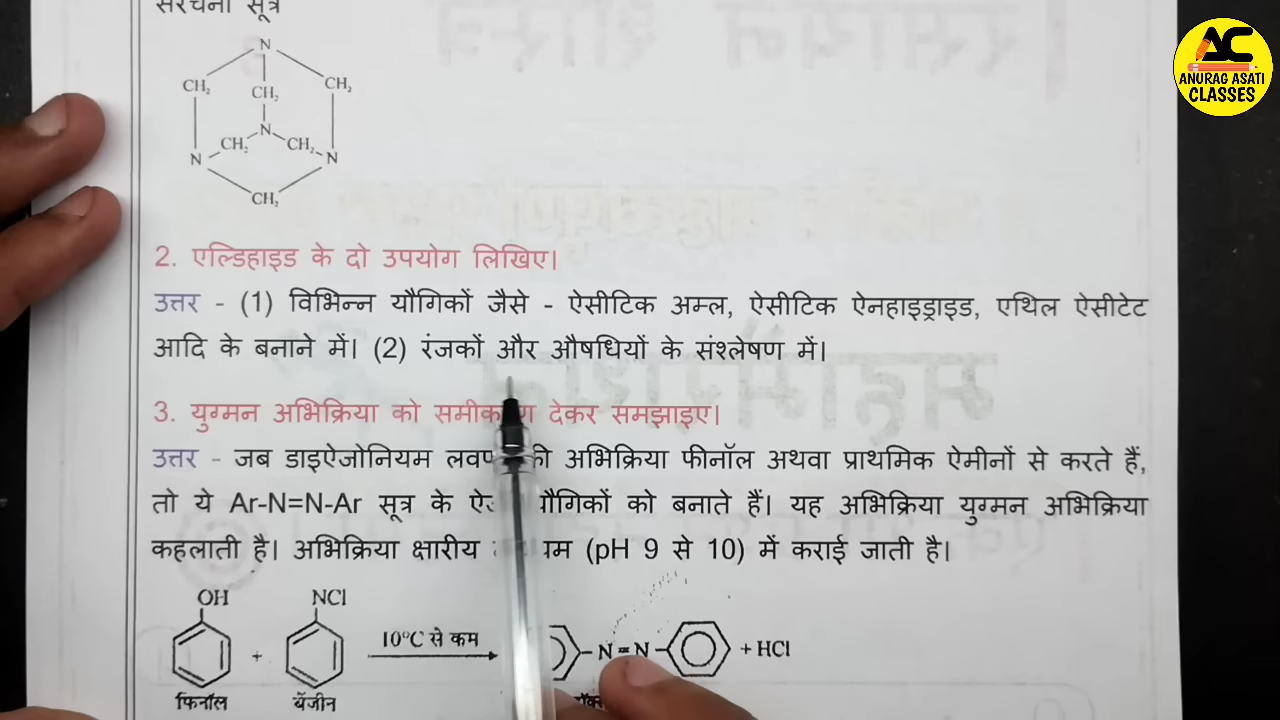 संरचना सूत्र
N
CH₂ CH₂ CH₂
N
CH₂ CH₂
N N
CH₂
2. एल्डिहाइड के दो उपयोग लिखिए।
उत्तर - (1) विभिन्न यौगिकों जैसे - ऐसीटिक अम्ल, ऐसीटिक ऐनहाइड्राइड, एथिल ऐसीटेट
आदि के बनाने में। (2) रंजकों और औषधियों के संश्लेषण में।
3. युग्मन अभिक्रिया को देकर समझाइए।
उत्तर - जब डाइऐजोनियम की अभिक्रिया फीनॉल अथवा प्राथमिक ऐमीनों से करते हैं,
तो ये Ar-N=N-Ar सूत्र के को बनाते हैं। यह अभिक्रिया युग्मन अभिक्रिया
कहलाती है। अभिक्रिया क्षारीय (pH 9 से 10) में कराई जाती है।
OH NCl
+ 10°C से कम N=N + HCl
फिनॉल बेंजीन
AC
ANURAG ASATI
CLASSES